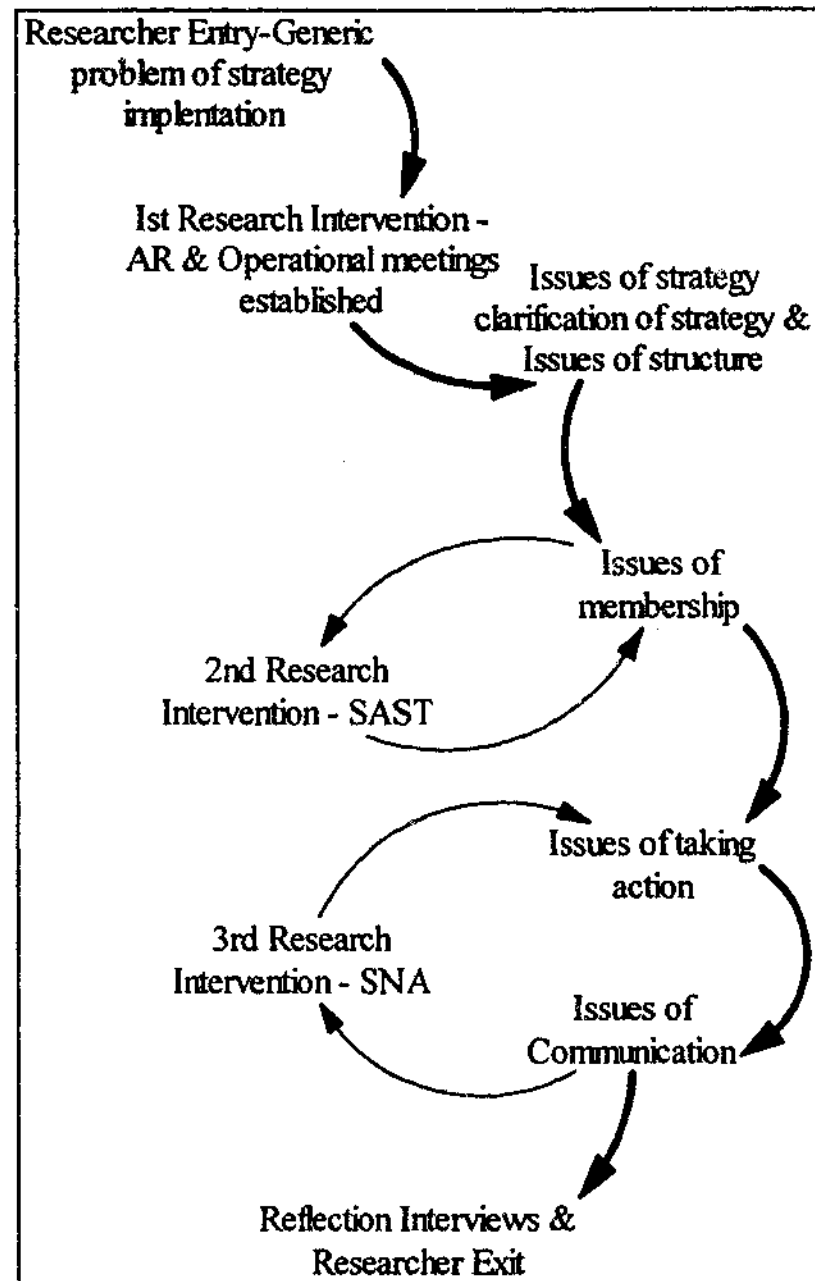 Researcher Entry-Generic
problem of strategy
implentation
Ist Research Intervention -
AR & Operational meetings
established
Issues of strategy
clarification of strategy &
Issues of structure
Issues of
membership
2nd Research
Intervention - SAST
Issues of taking
action
3rd Research
Intervention - SNA
Issues of
Communication
Reflection Interviews &
Researcher Exit